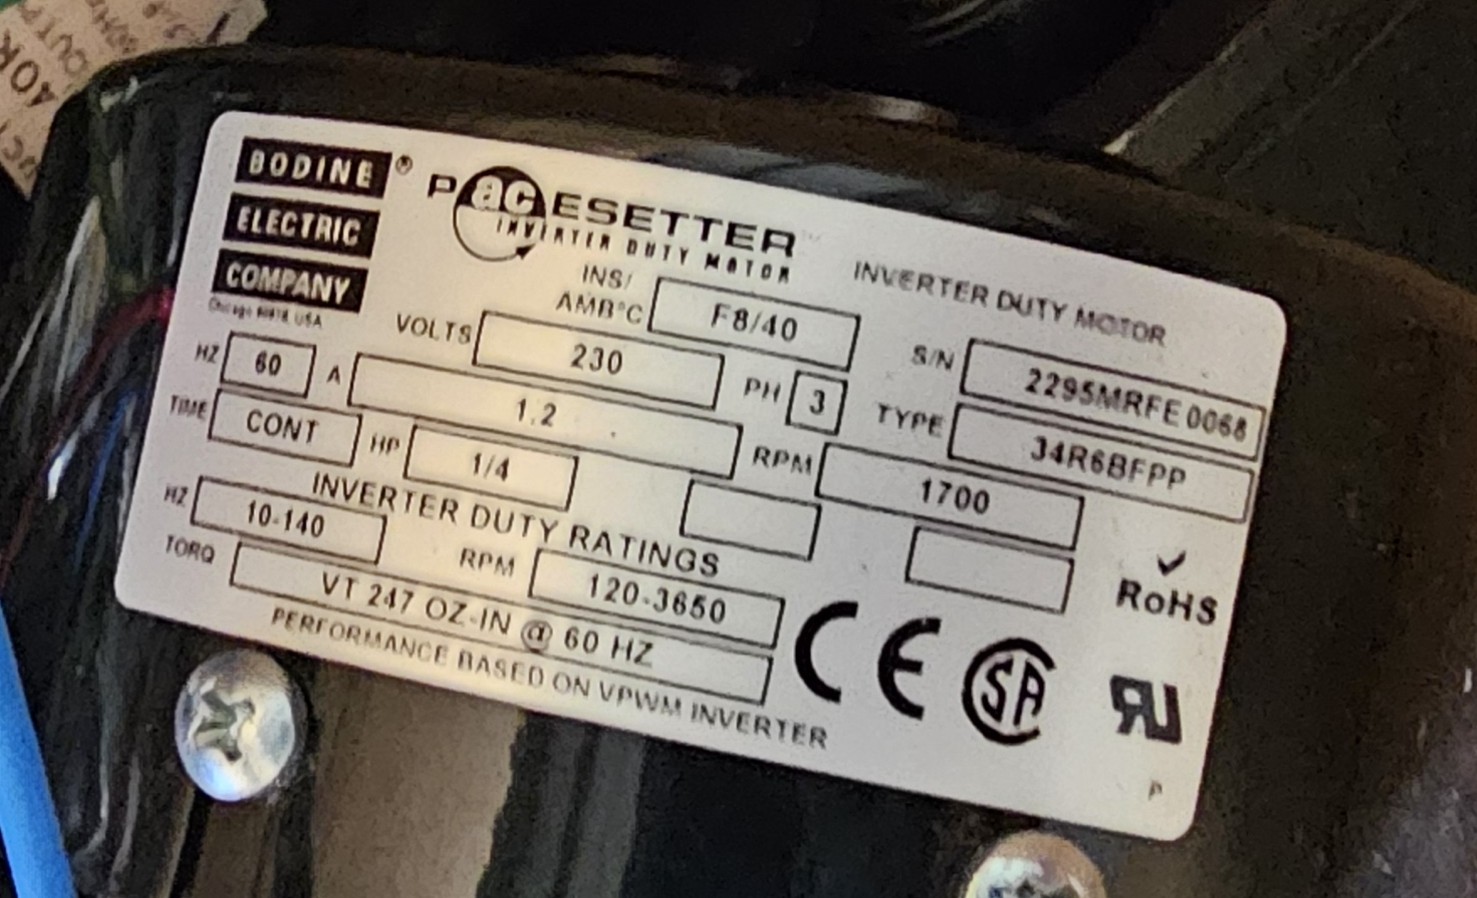 BODINE ®
ELECTRIC
COMPANY
PacESETTER
INVERTER DUTY MOTOR
INVERTER DUTY MOTOR
INS/
AMB°C F8/40
VOLTS 230
PH 3
S/N 2295MRFE0068
HZ 60
A 1.2
TYPE 34R6BFPP
TIME CONT
HP 1/4
RPM 1700
INVERTER DUTY RATINGS
HZ 10-140
RPM 120-3650
TORQ VT 247 OZ-IN @ 60 HZ
PERFORMANCE BASED ON VPWM INVERTER
RoHS
CE
SA
RU
P